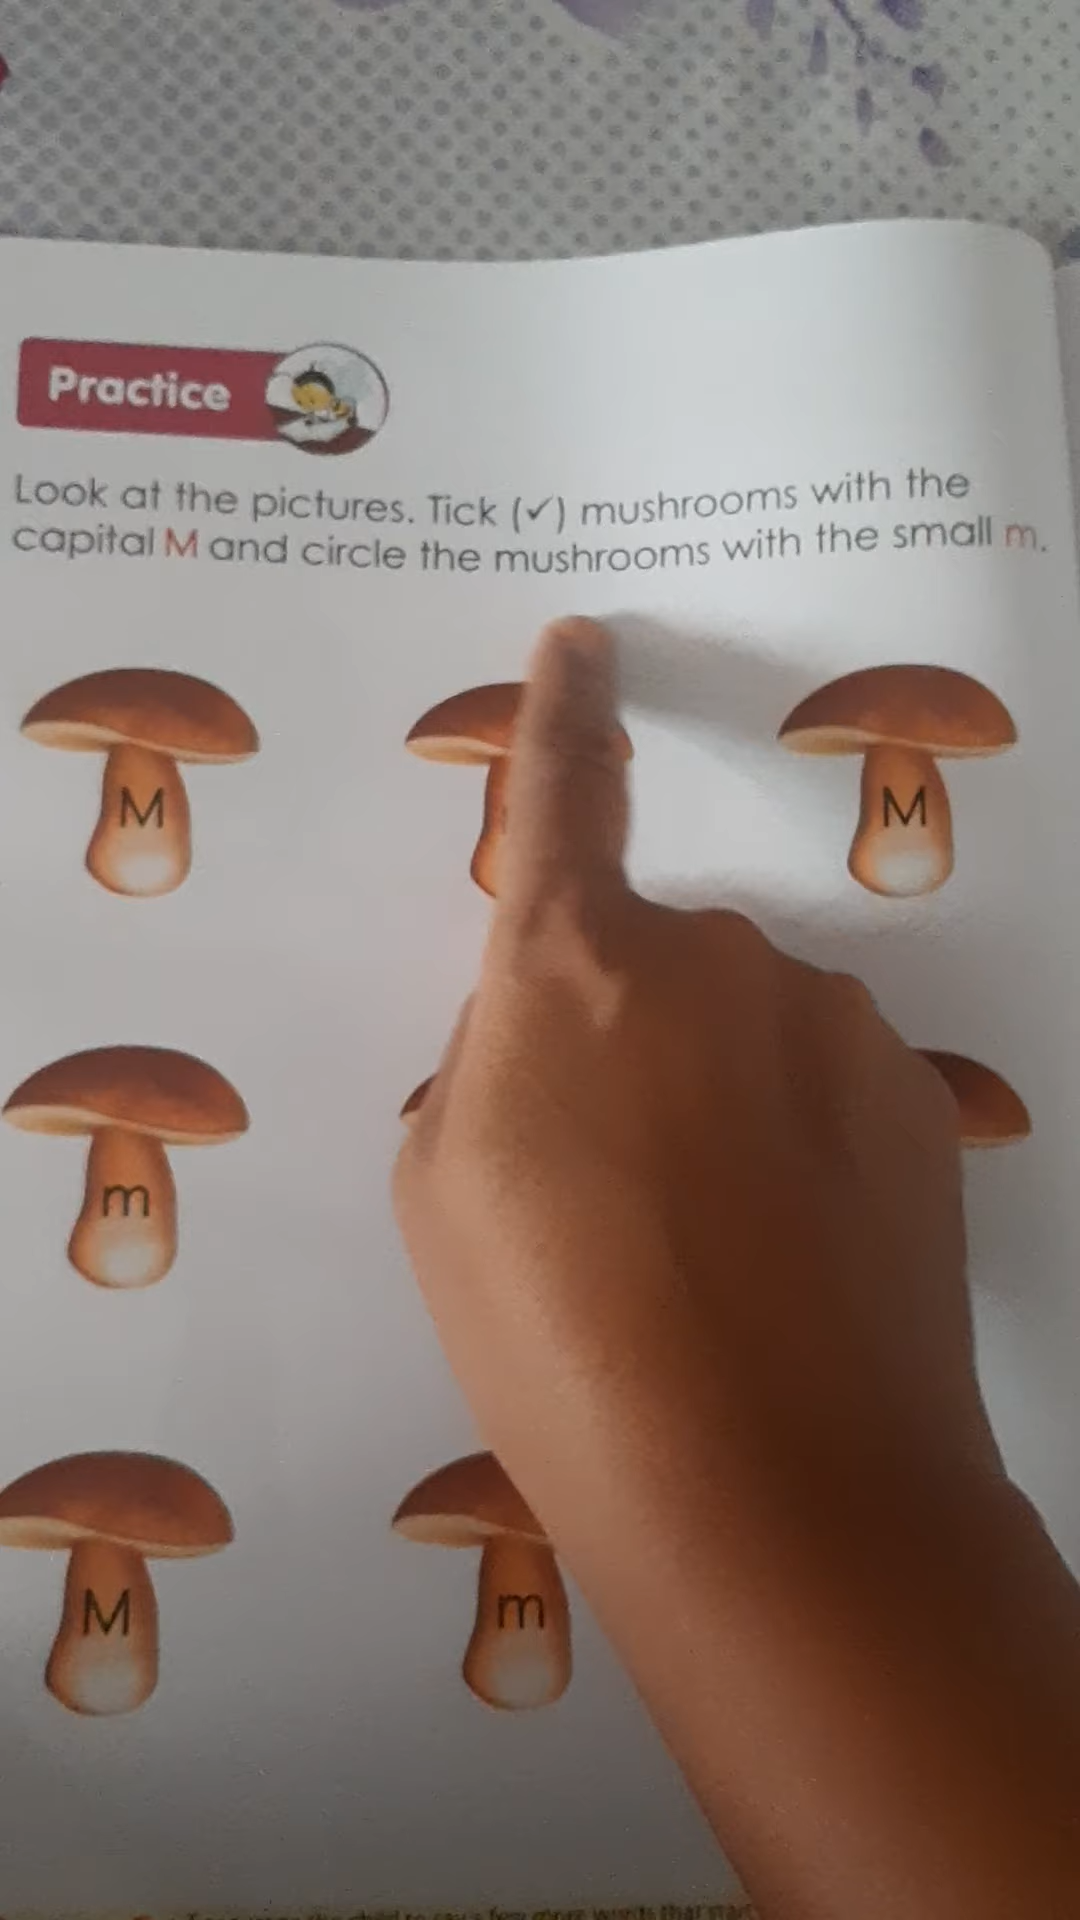 Practice
Look at the pictures. Tick (✓) mushrooms with the
capital M and circle the mushrooms with the small m.
M M
m
M m